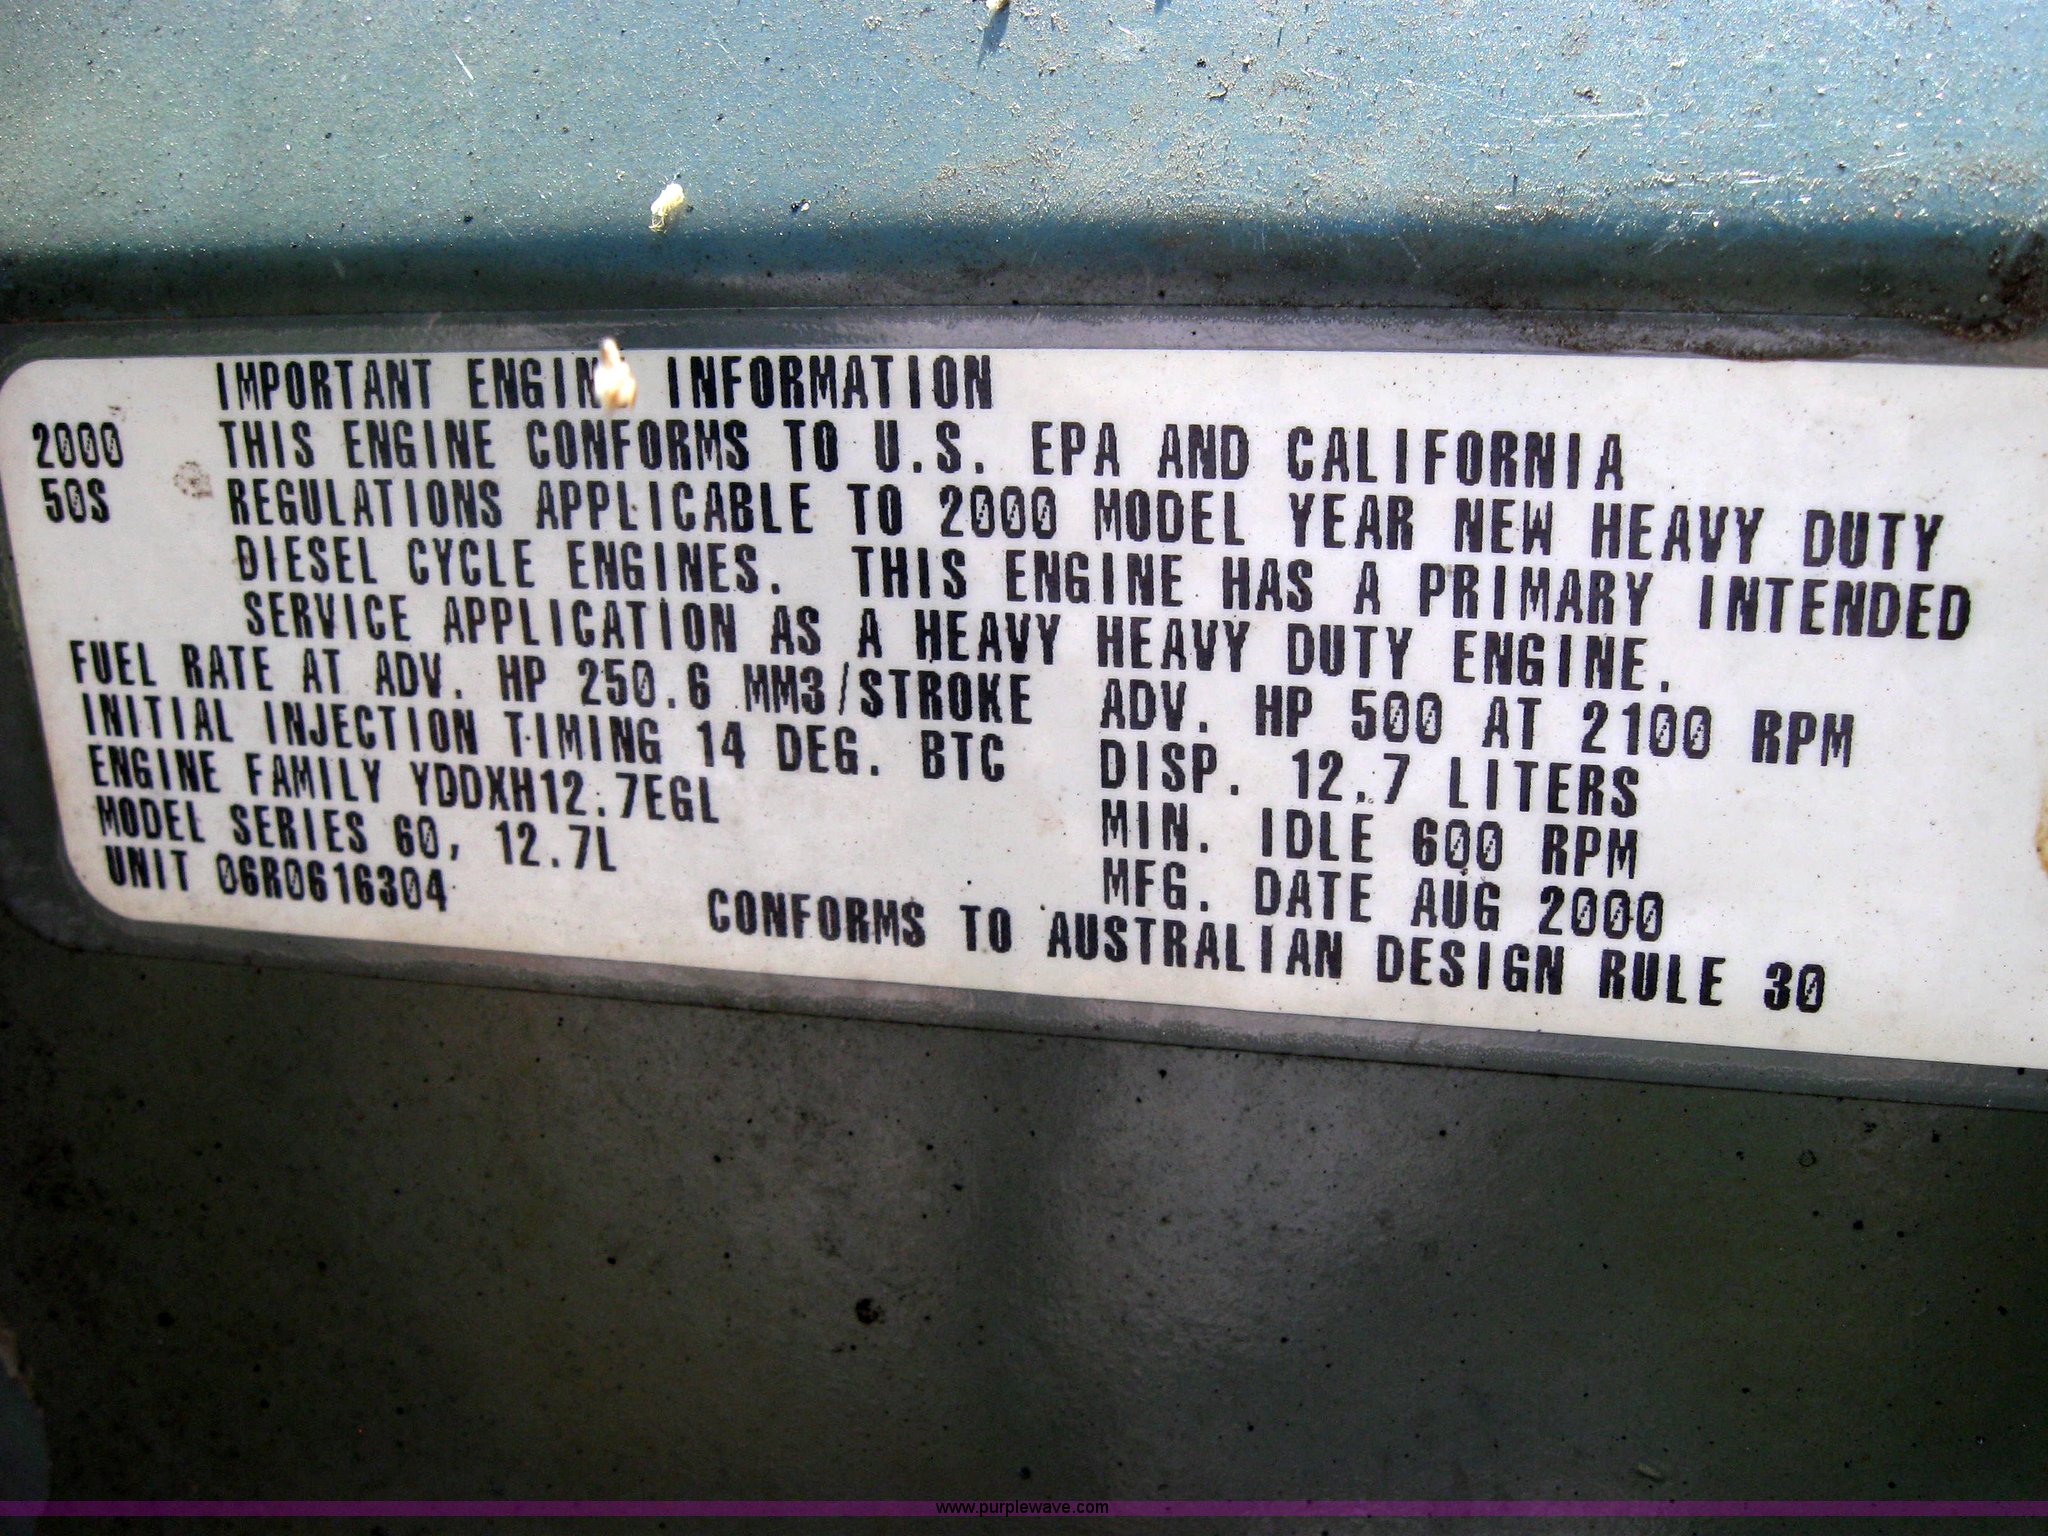 IMPORTANT ENGINE INFORMATION
2000 THIS ENGINE CONFORMS TO U.S. EPA AND CALIFORNIA
50S REGULATIONS APPLICABLE TO 2000 MODEL YEAR NEW HEAVY DUTY
DIESEL CYCLE ENGINES. THIS ENGINE HAS A PRIMARY INTENDED
SERVICE APPLICATION AS A HEAVY HEAVY DUTY ENGINE.
FUEL RATE AT ADV. HP 250.6 MM3/STROKE ADV. HP 500 AT 2100 RPM
INITIAL INJECTION TIMING 14 DEG. BTC DISP. 12.7 LITERS
ENGINE FAMILY YDDXH12.7EGL MIN. IDLE 600 RPM
MODEL SERIES 60, 12.7L MFG. DATE AUG 2000
UNIT 06R0616304 CONFORMS TO AUSTRALIAN DESIGN RULE 30
www.purplewave.com